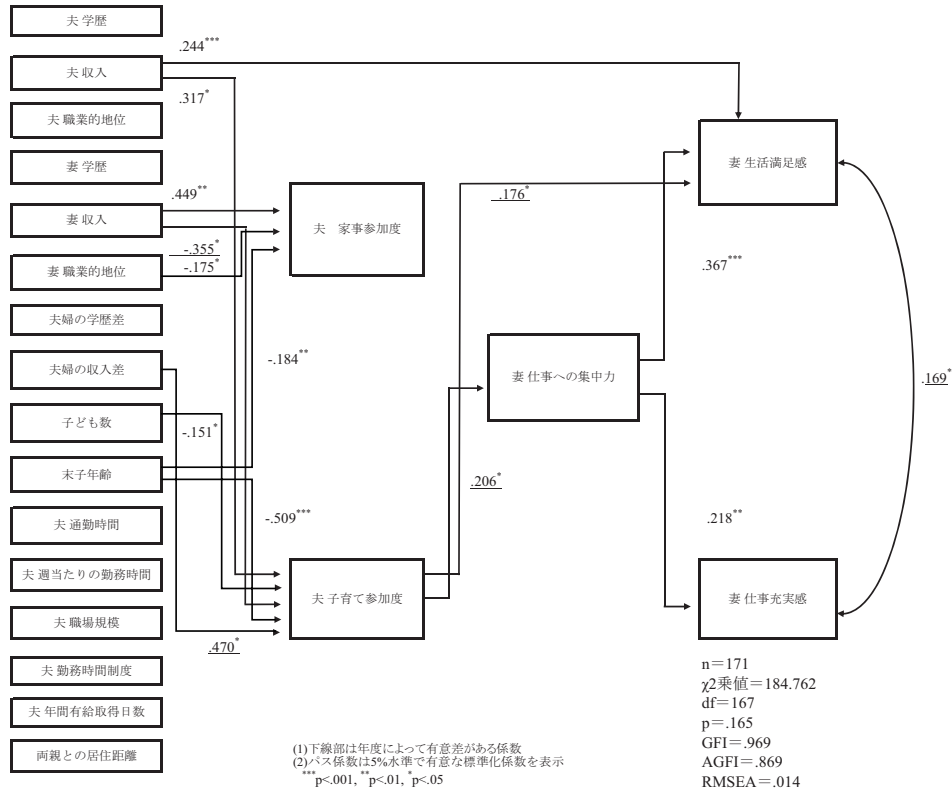 夫 学歴
.244***
夫 収入
.317*
夫 職業的地位
妻 学歴
.449**
妻 収入
-.355*
-.175*
妻 職業的地位
夫婦の学歴差
夫婦の収入差
子ども数
-.151*
末子年齢
夫 通勤時間
夫 週当たりの勤務時間
夫 職場規模
夫 勤務時間制度
夫 年間有給取得日数
両親との居住距離
夫 家事参加度
-.184**
-.509***
夫 子育て参加度
.470*
.176*
妻 仕事への集中力
.206*
妻 生活満足感
.367***
.169*
.218**
妻 仕事充実感
n=171
χ2乗値=184.762
df=167
p=.165
GFI=.969
AGFI=.869
RMSEA=.014
(1)下線部は年度によって有意差がある係数
(2)パス係数は5%水準で有意な標準化係数を表示
***p<.001, **p<.01, *p<.05